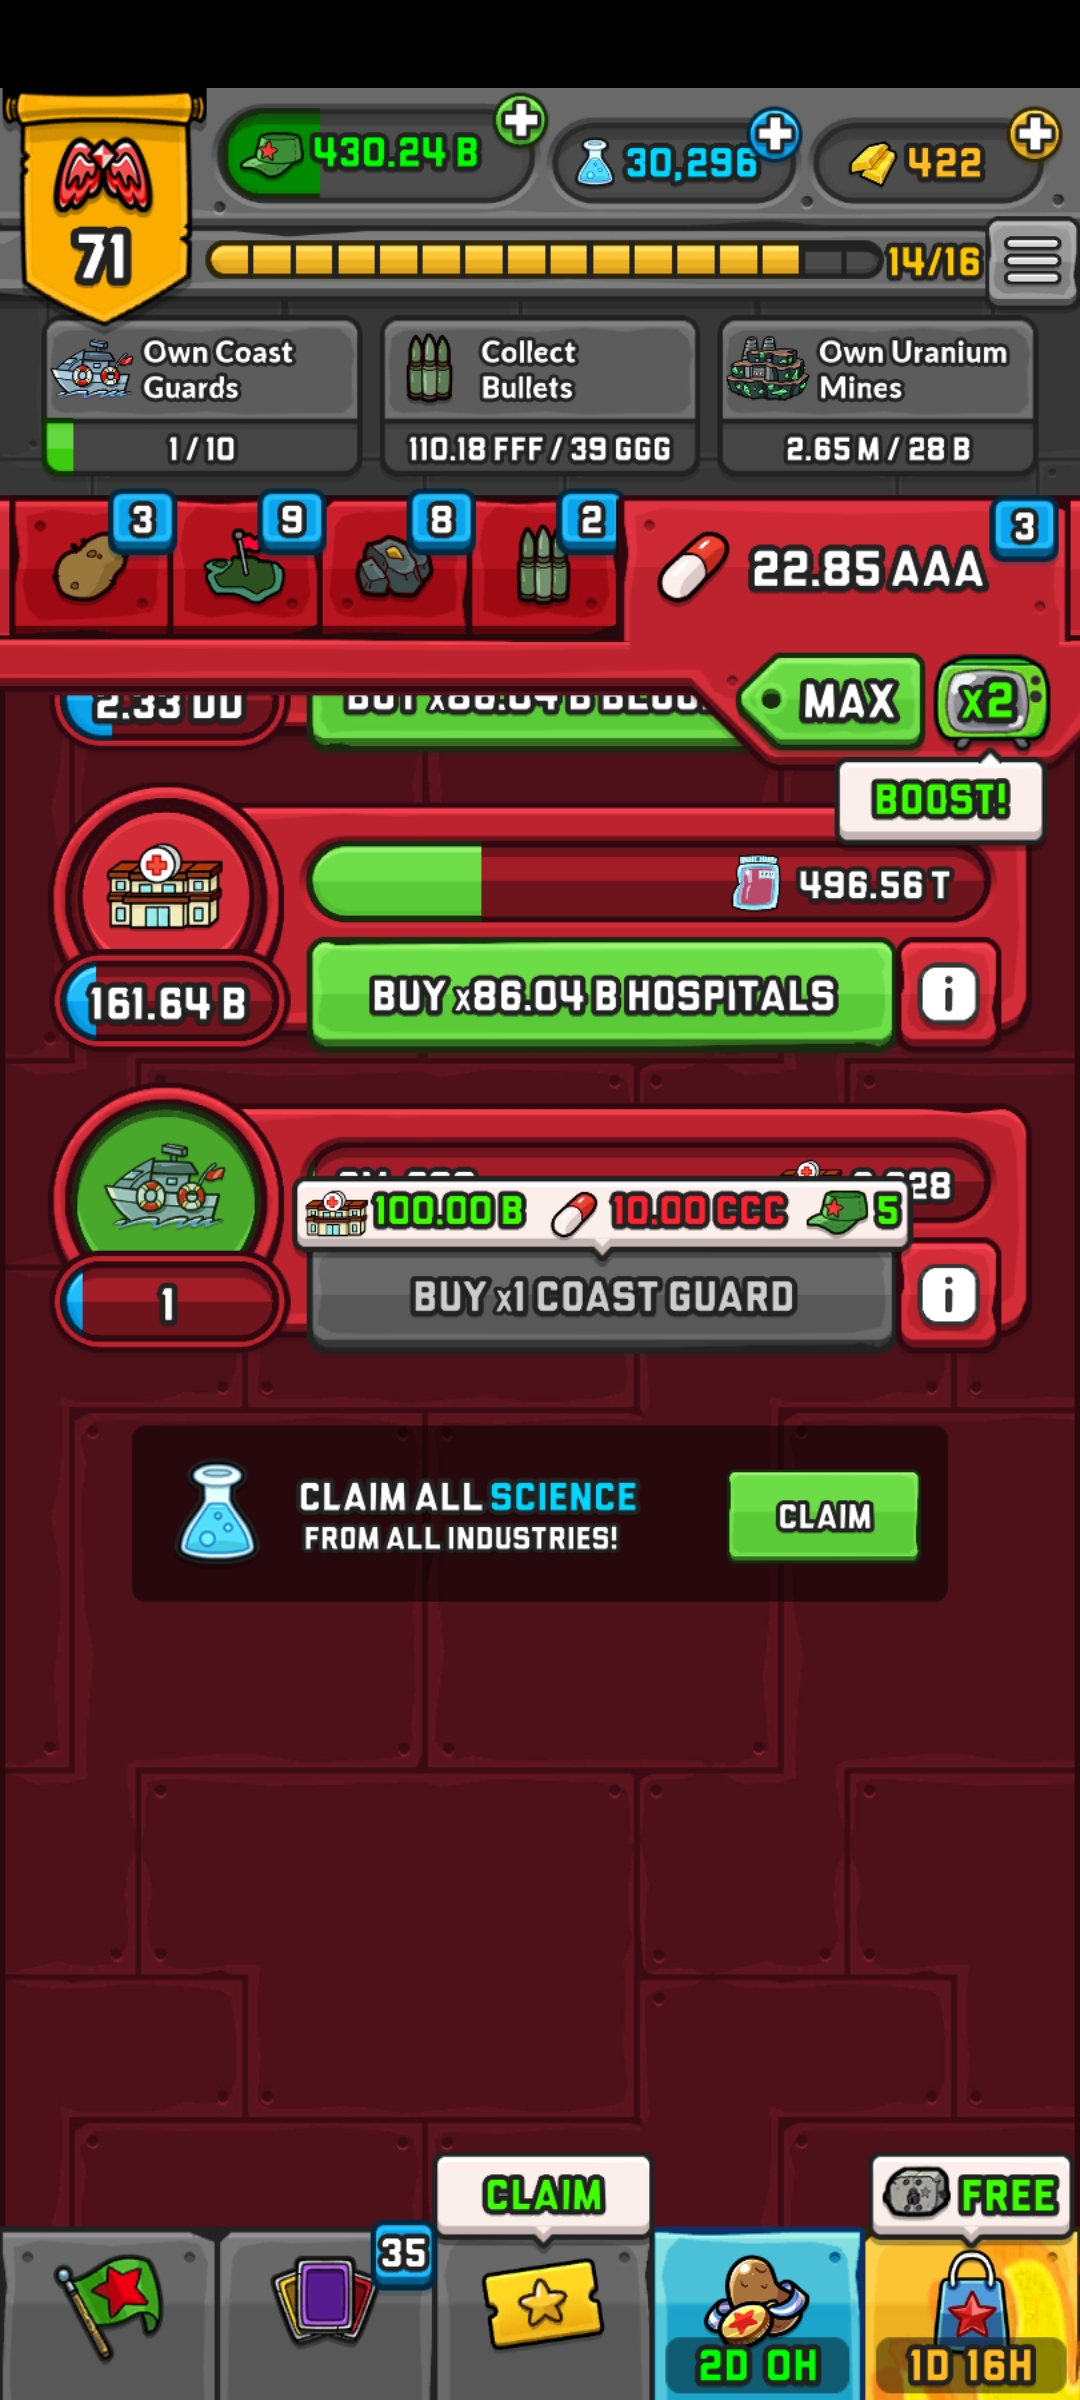 430.24 B
30,296
422
71
14/16
Own Coast
Guards
1/10
Collect
Bullets
110.18 FFF/39 GGG
Own Uranium
Mines
2.65 M/28 B
3
9
8
2
22.85 AAA
3
MAX
x2
BOOST!
2.33 DD
BUY x86.04 B
496.56 T
161.64 B
BUY x86.04 B HOSPITALS
28
100.00 B
10.00 CCC
5
1
BUY x1 COAST GUARD
CLAIM ALL SCIENCE
FROM ALL INDUSTRIES!
CLAIM
CLAIM
FREE
35
2D 0H
1D 16H